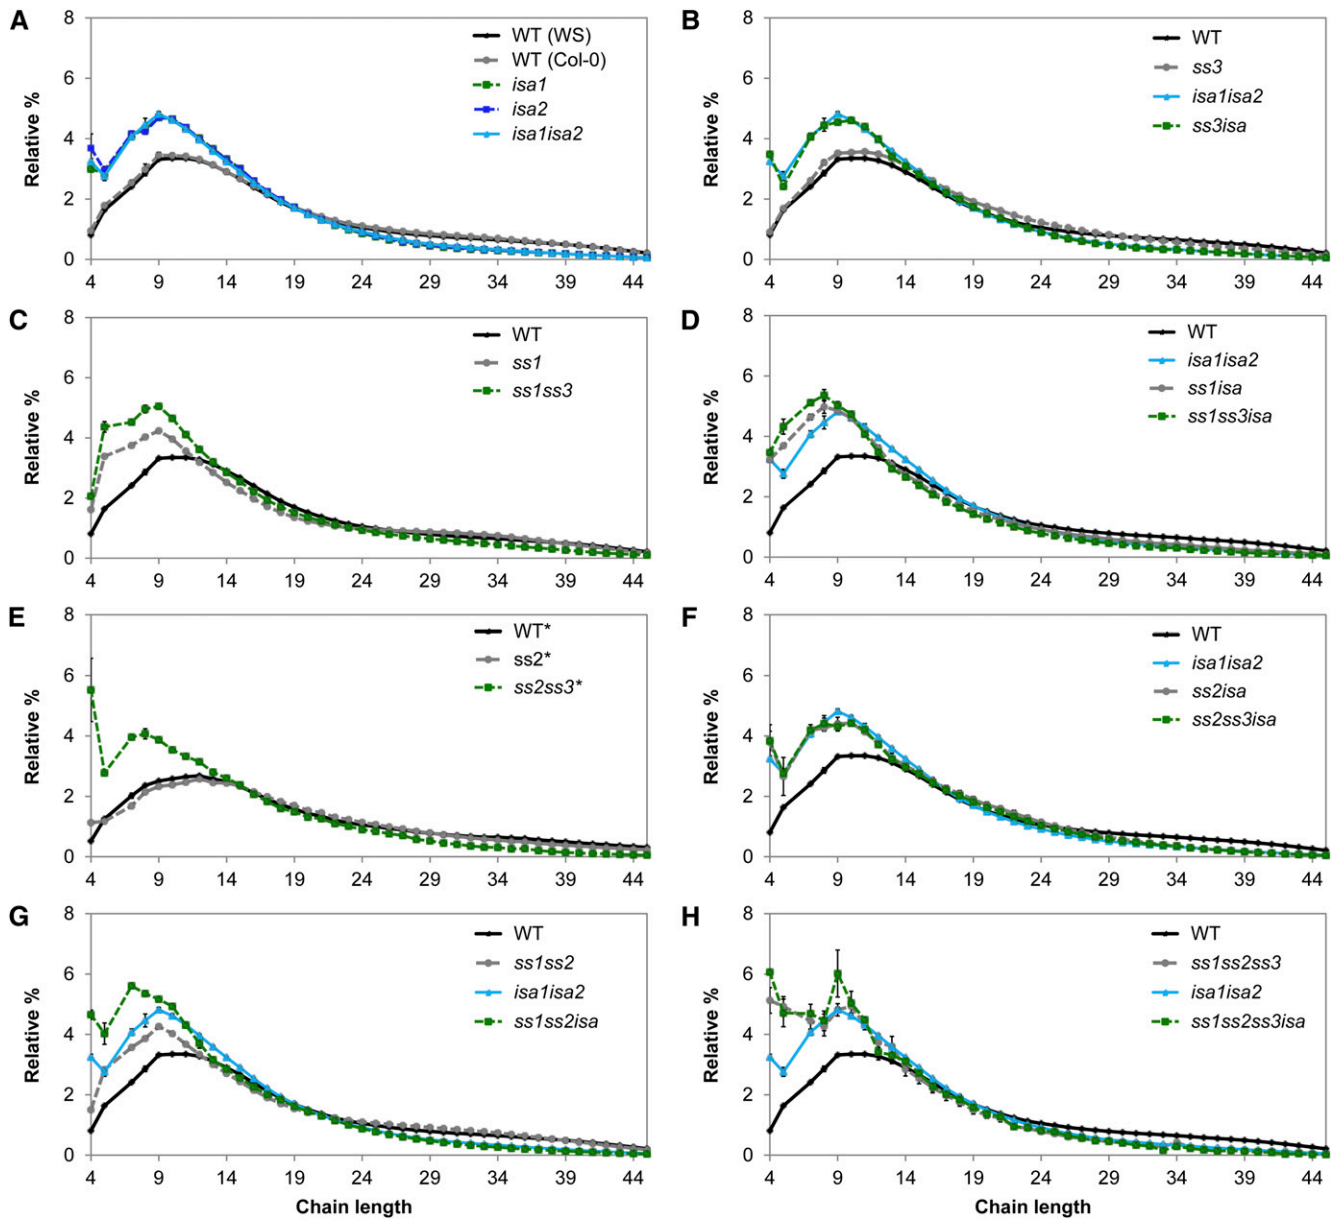 A
8
6
4
2
0
Relative %
WT (WS)
WT (Col-0)
isa1
isa2
isa1isa2
4 9 14 19 24 29 34 39 44
B
8
6
4
2
0
Relative %
WT
ss3
isa1isa2
ss3isa
4 9 14 19 24 29 34 39 44
C
8
6
4
2
0
Relative %
WT
ss1
ss1ss3
4 9 14 19 24 29 34 39 44
D
8
6
4
2
0
Relative %
WT
isa1isa2
ss1isa
ss1ss3isa
4 9 14 19 24 29 34 39 44
E
8
6
4
2
0
Relative %
WT*
ss2*
ss2ss3*
4 9 14 19 24 29 34 39 44
F
8
6
4
2
0
Relative %
WT
isa1isa2
ss2isa
ss2ss3isa
4 9 14 19 24 29 34 39 44
G
8
6
4
2
0
Relative %
WT
ss1ss2
isa1isa2
ss1ss2isa
4 9 14 19 24 29 34 39 44
Chain length
H
8
6
4
2
0
Relative %
WT
ss1ss2ss3
isa1isa2
ss1ss2ss3isa
4 9 14 19 24 29 34 39 44
Chain length